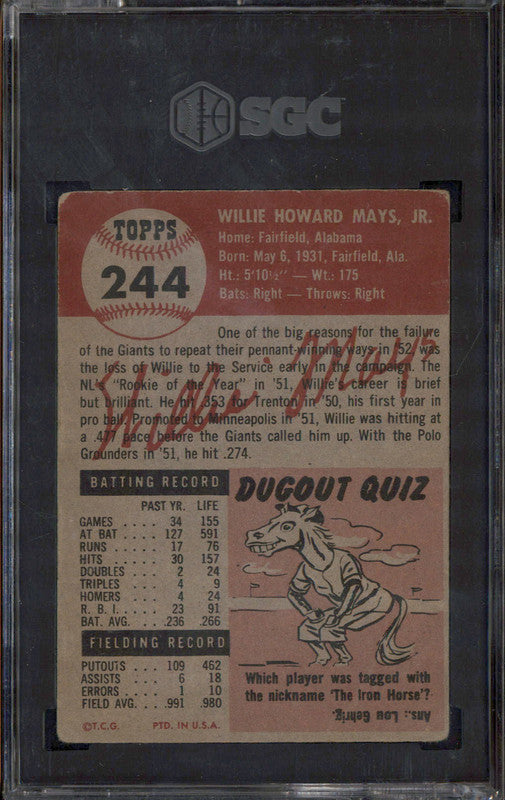 SGC
TOPPS
244
WILLIE HOWARD MAYS, JR.
Home: Fairfield, Alabama
Born: May 6, 1931, Fairfield, Ala.
Ht.: 5'10½" — Wt.: 175
Bats: Right — Throws: Right
One of the big reasons for the failure
of the Giants to repeat their pennant-winning ways in '52 was
the loss of Willie to the Service early in the campaign. The
NL's "Rookie of the Year" in '51, Willie's career is brief
but brilliant. He hit .353 for Trenton in '50, his first year in
pro ball. Promoted to Minneapolis in '51, Willie was hitting at
a .477 pace before the Giants called him up. With the Polo
Grounders in '51, he hit .274.
Willie Mays
BATTING RECORD
PAST YR. LIFE
GAMES .... 34 155
AT BAT .... 127 591
RUNS .... 17 76
HITS .... 30 157
DOUBLES ... 2 24
TRIPLES ... 4 9
HOMERS ... 4 24
R. B. I. .... 23 91
BAT. AVG. ... .236 .266
FIELDING RECORD
PUTOUTS ... 109 462
ASSISTS ... 6 18
ERRORS ... 1 10
FIELD AVG. ... .991 .980
©T.C.G. PTD. IN U.S.A.
DUGOUT QUIZ
Which player was tagged with
the nickname 'The Iron Horse'?
Ans.: Lou Gehrig.